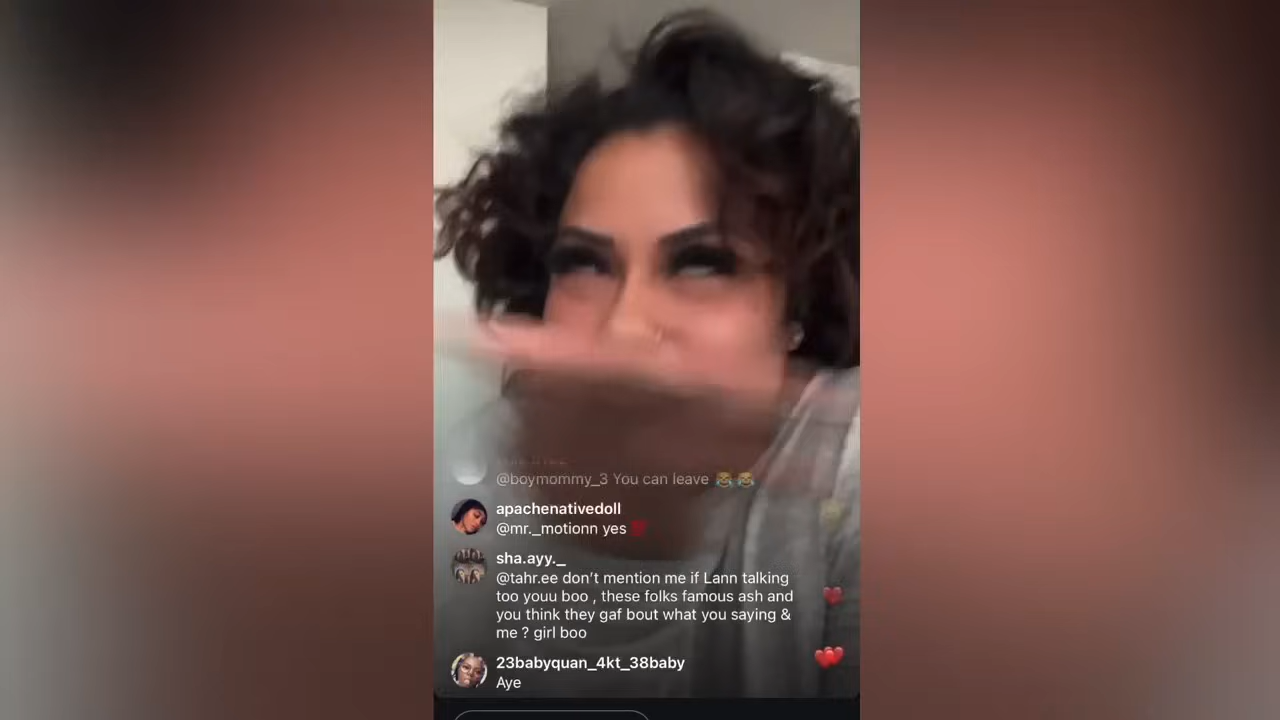 @boymommy_3 You can leave 😂😂
apachenativedoll
@mr._motionn yes 💯
sha.ayy._
@tahr.ee don't mention me if Lann talking
too youu boo , these folks famous ash and
you think they gaf bout what you saying &
me ? girl boo
23babyquan_4kt_38baby
Aye